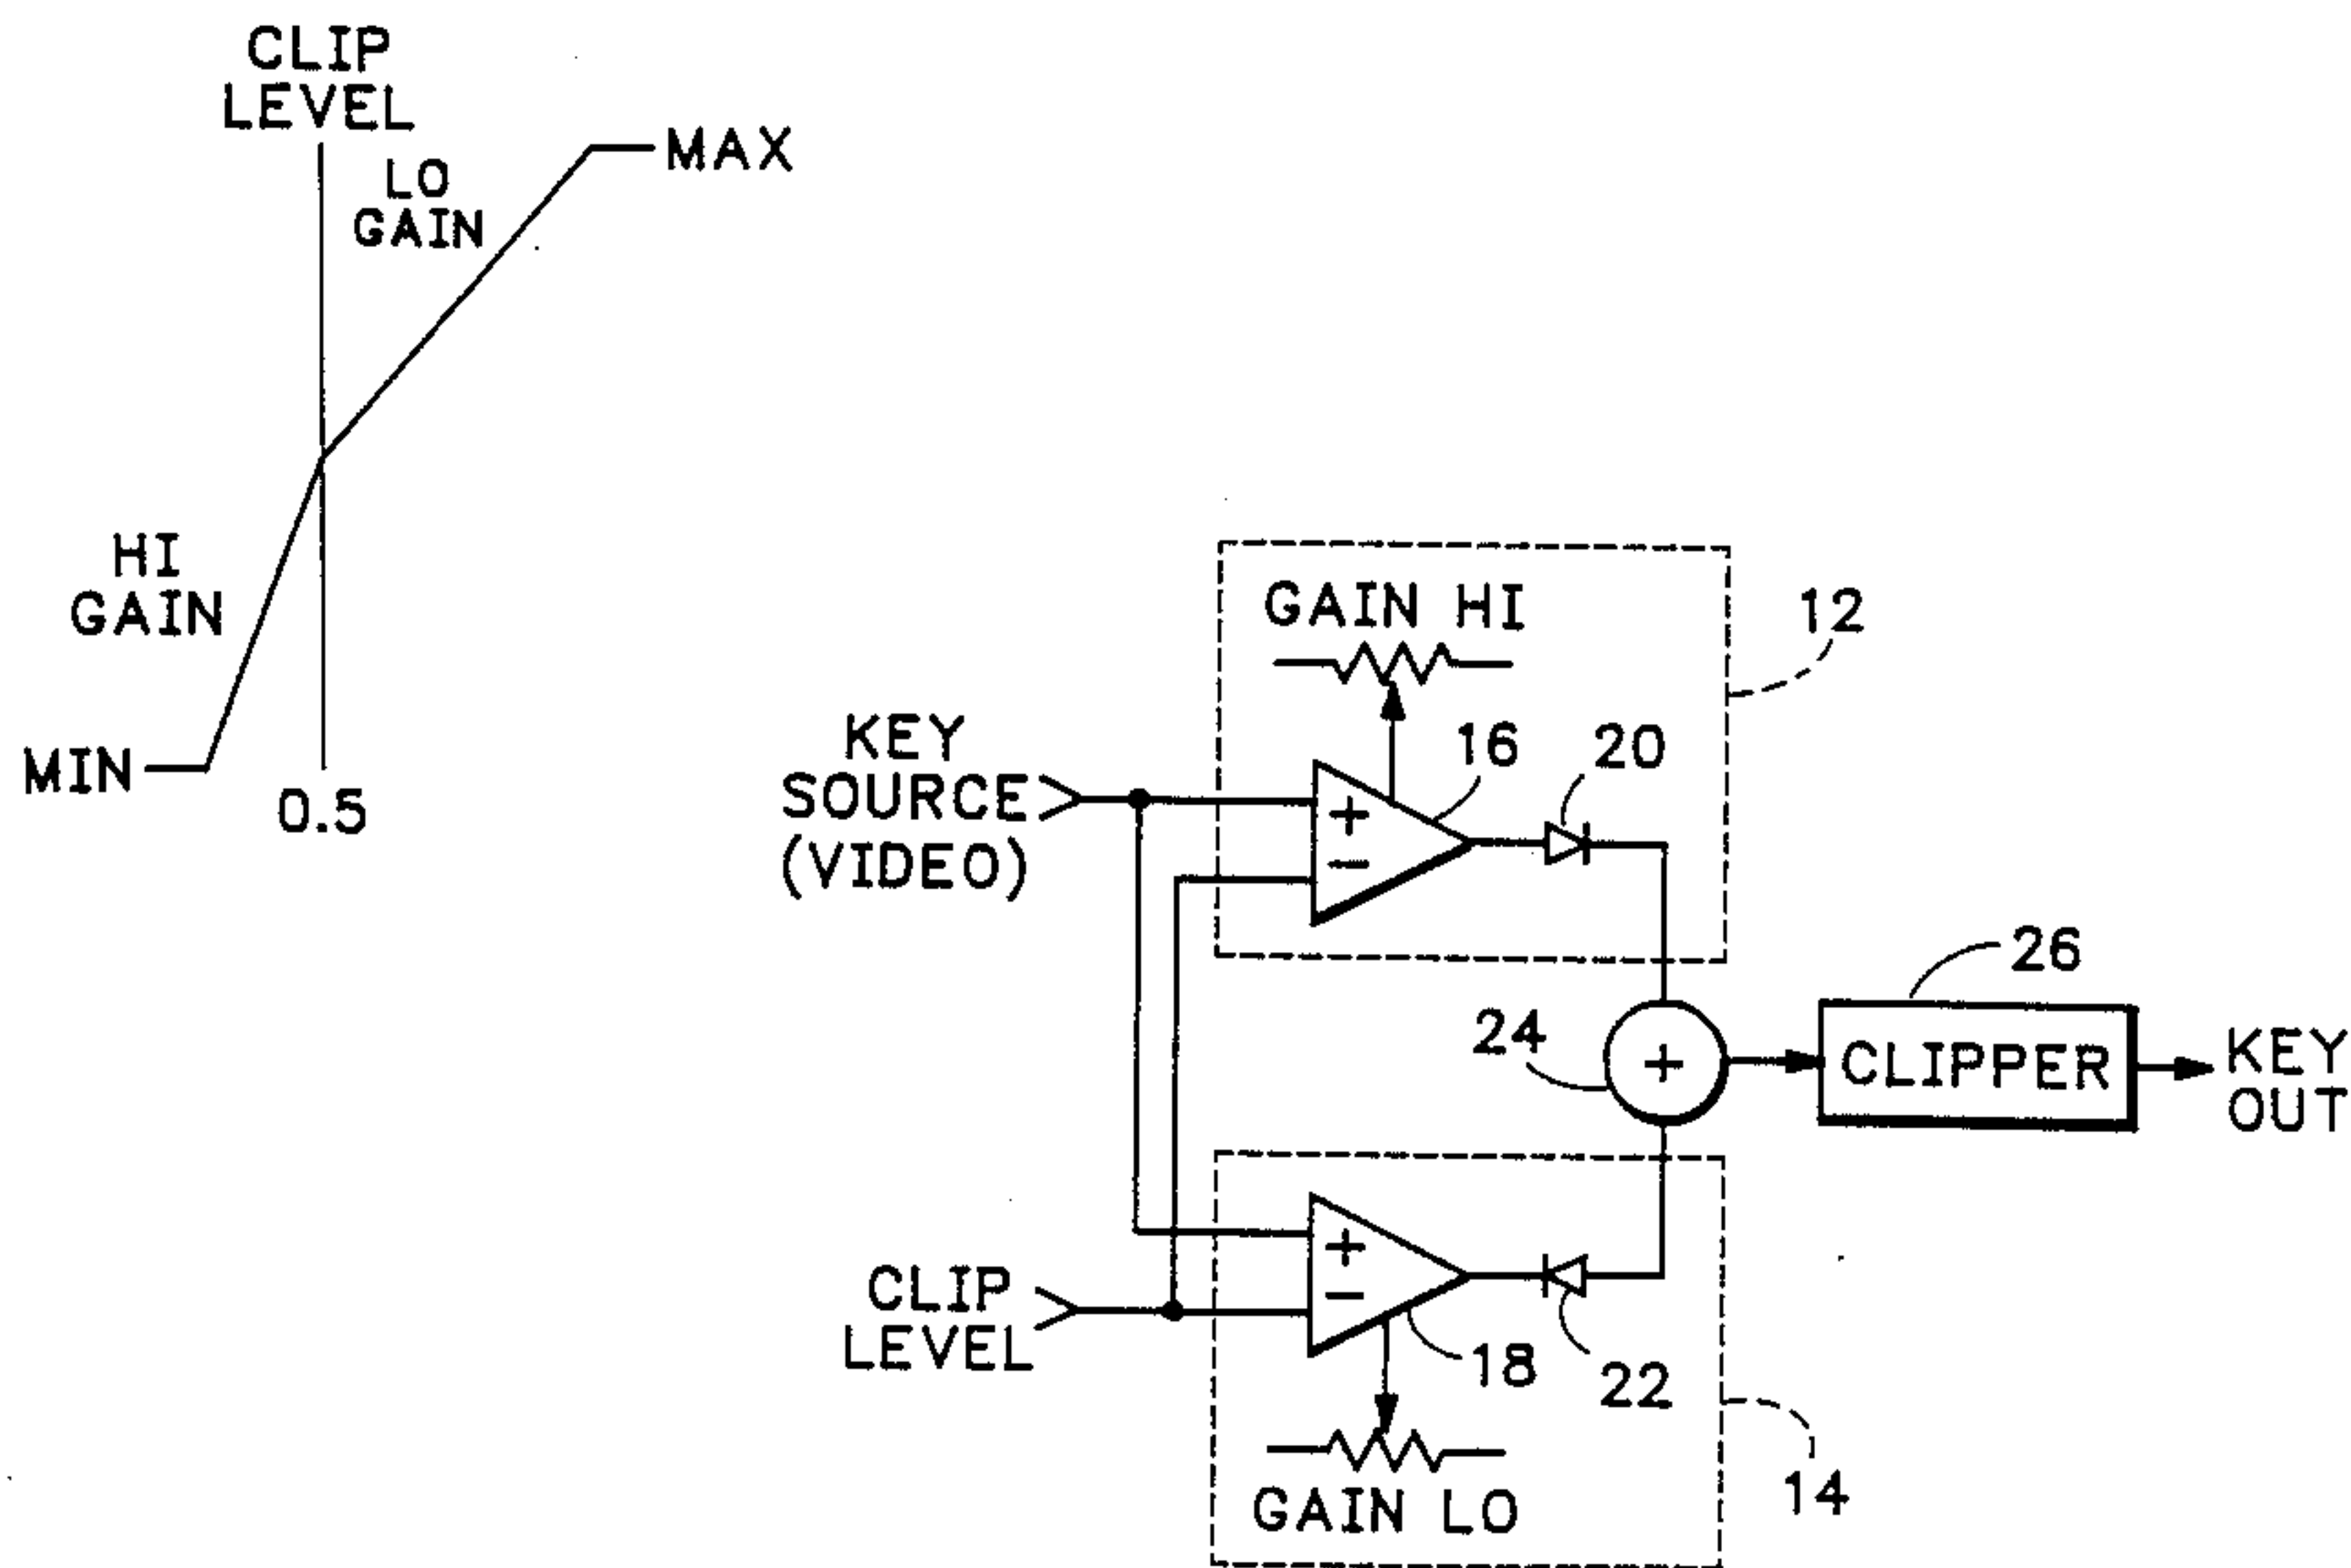 CLIP
LEVEL
LO
GAIN
MAX
HI
GAIN
MIN
0.5
GAIN HI
12
KEY
SOURCE
(VIDEO)
+
−
16
20
26
24
+
CLIPPER
KEY
OUT
CLIP
LEVEL
+
−
18
22
GAIN LO
14